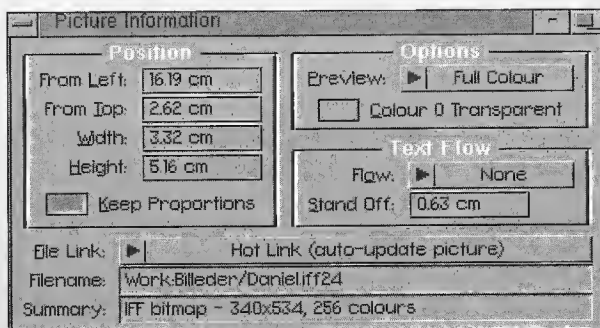 Picture Information
Position
From Left: 16.19 cm
From Top: 2.62 cm
Width: 3.32 cm
Height: 5.16 cm
Keep Proportions
Options
Preview: Full Colour
Colour 0 Transparent
Text Flow
Flow: None
Stand Off: 0.63 cm
File Link: Hot Link (auto-update picture)
Filename: Work:Billeder/Daniel.iff24
Summary: IFF bitmap - 340x534, 256 colours